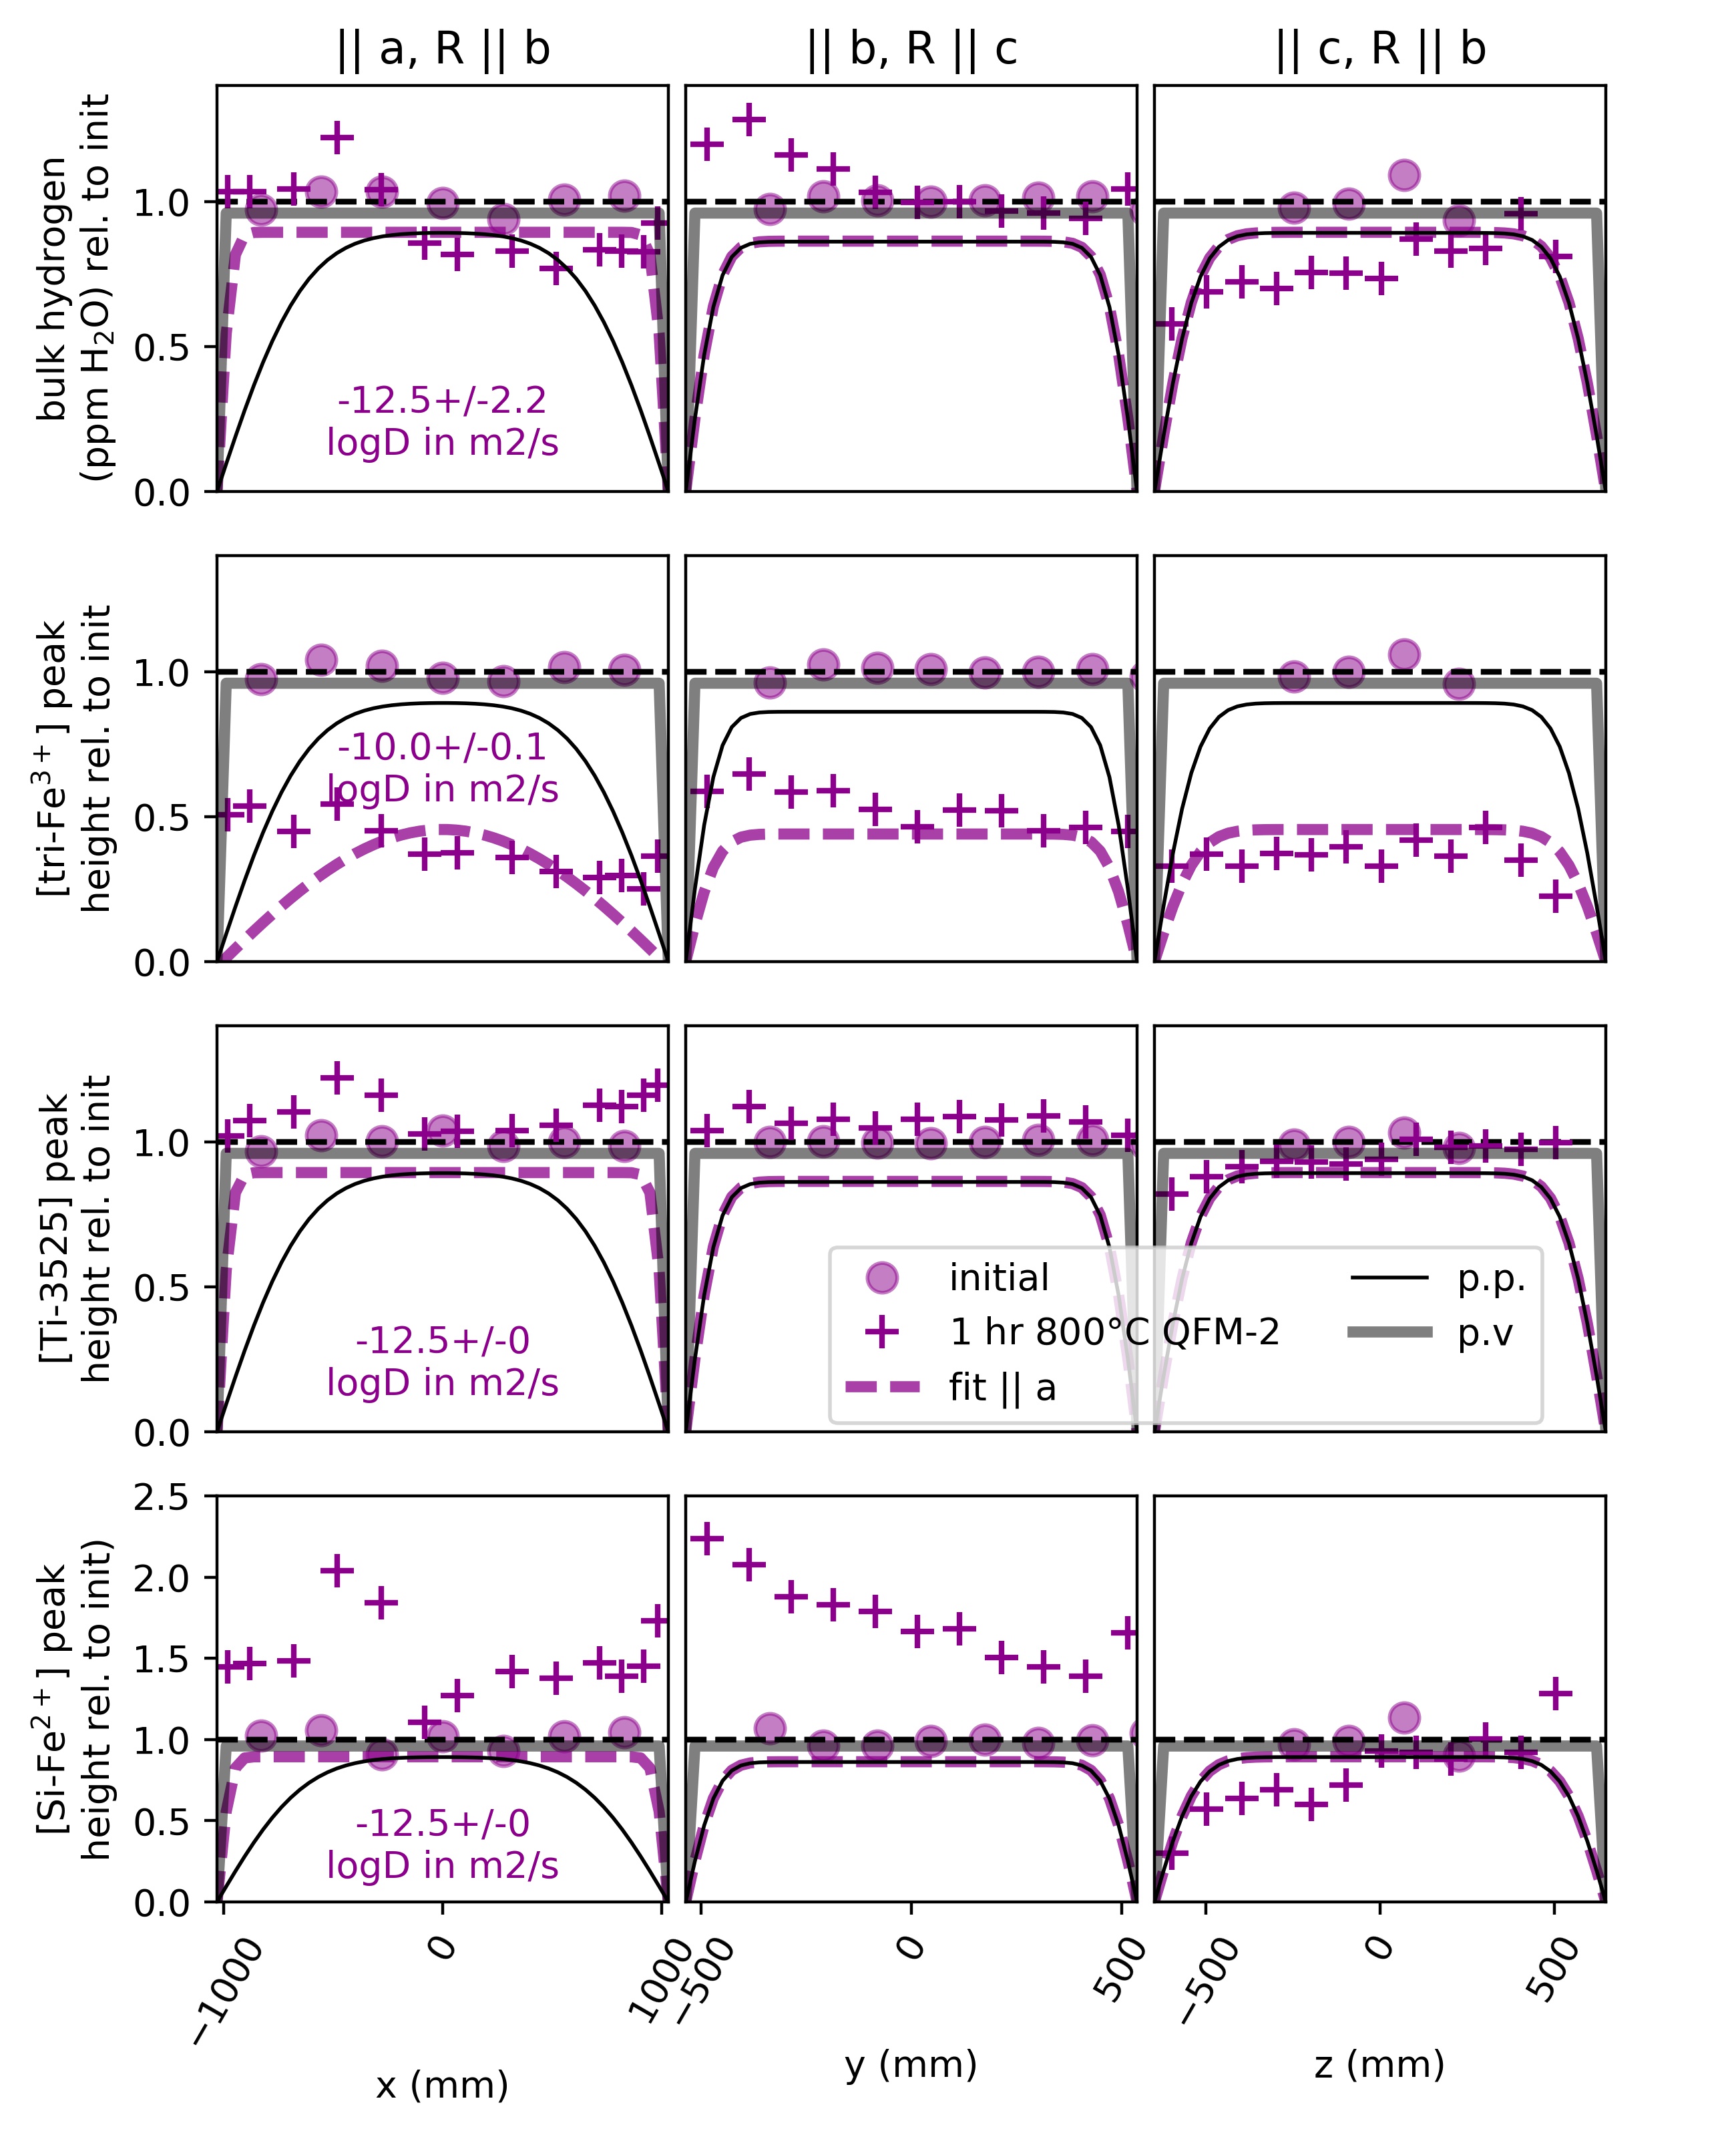 || a, R || b
|| b, R || c
|| c, R || b
bulk hydrogen
(ppm H₂O) rel. to init
1.0
0.5
0.0
-12.5+/-2.2
logD in m2/s
[tri-Fe³⁺] peak
height rel. to init
1.0
0.5
0.0
-10.0+/-0.1
logD in m2/s
[Ti-3525] peak
height rel. to init
1.0
0.5
0.0
-12.5+/-0
logD in m2/s
initial
1 hr 800°C QFM-2
fit || a
p.p.
p.v
[Si-Fe²⁺] peak
height rel. to init)
2.5
2.0
1.5
1.0
0.5
0.0
-12.5+/-0
logD in m2/s
−1000
0
1000
−500
0
500
−500
0
500
x (mm)
y (mm)
z (mm)